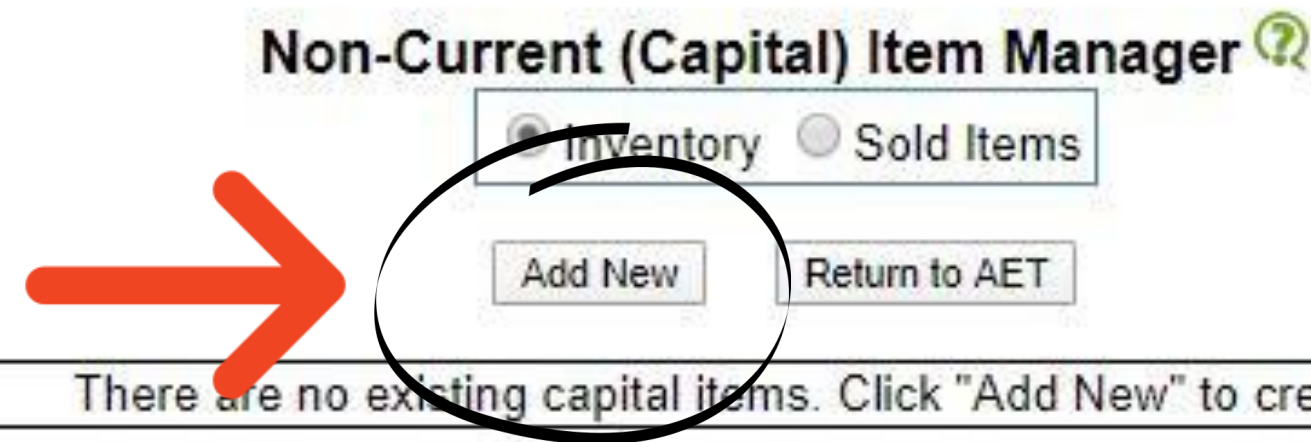 Non-Current (Capital) Item Manager
Inventory Sold Items
Add New Return to AET
There are no existing capital items. Click "Add New" to cre